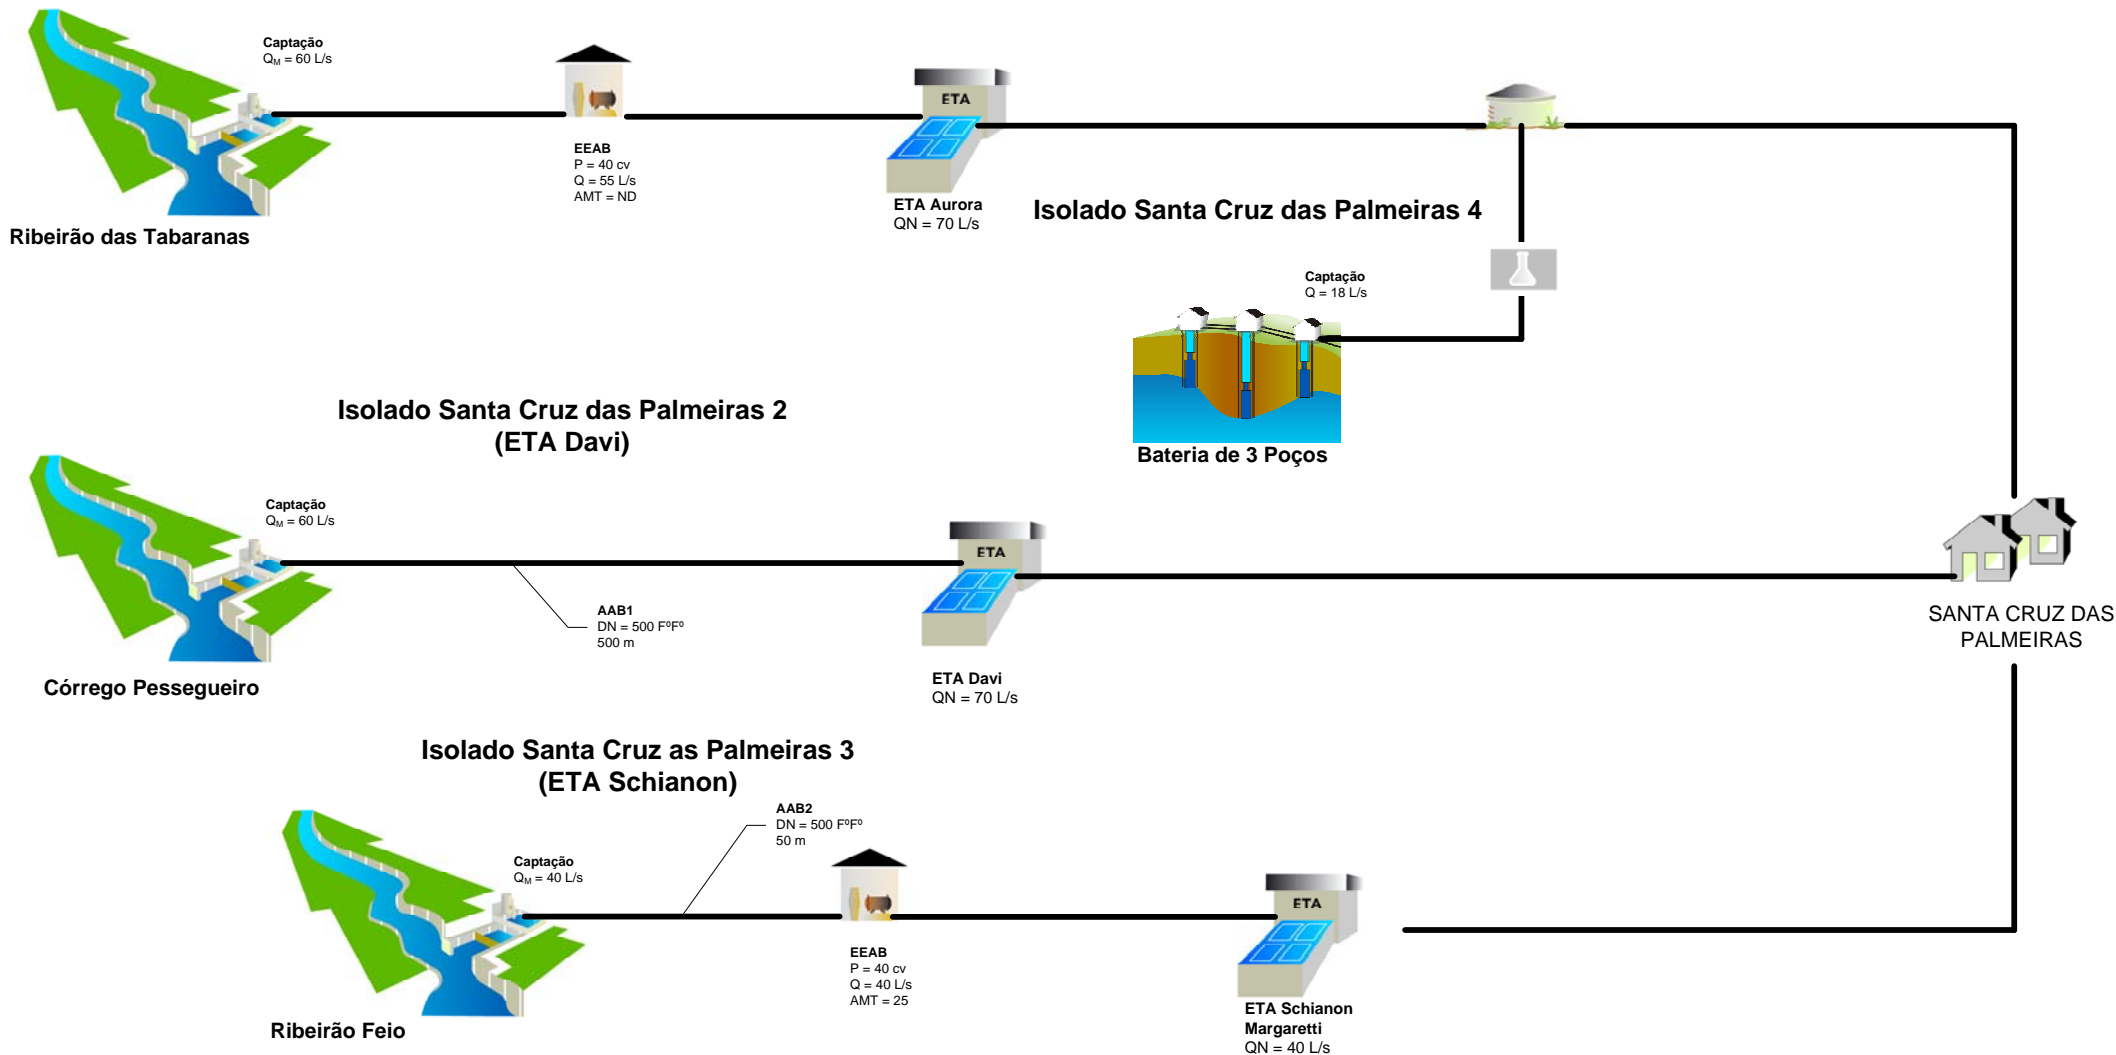 Captação
QM = 60 L/s
EEAB
P = 40 cv
Q = 55 L/s
AMT = ND
ETA
ETA Aurora
QN = 70 L/s
Ribeirão das Tabaranas
Isolado Santa Cruz das Palmeiras 4
Captação
Q = 18 L/s
Bateria de 3 Poços
Isolado Santa Cruz das Palmeiras 2
(ETA Davi)
Captação
QM = 60 L/s
AAB1
DN = 500 FºFº
500 m
ETA
ETA Davi
QN = 70 L/s
Córrego Pessegueiro
SANTA CRUZ DAS
PALMEIRAS
Isolado Santa Cruz as Palmeiras 3
(ETA Schianon)
AAB2
DN = 500 FºFº
50 m
Captação
QM = 40 L/s
EEAB
P = 40 cv
Q = 40 L/s
AMT = 25
ETA
ETA Schianon
Margaretti
QN = 40 L/s
Ribeirão Feio